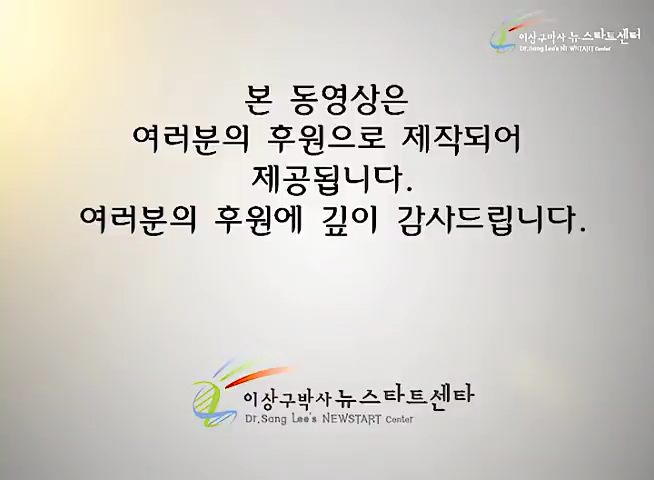 이상구박사 뉴스타트센터
Dr.Sang Lee's NEWSTART Center
본 동영상은
여러분의 후원으로 제작되어
제공됩니다.
여러분의 후원에 깊이 감사드립니다.
이상구박사 뉴스타트센타
Dr.Sang Lee's NEWSTART Center